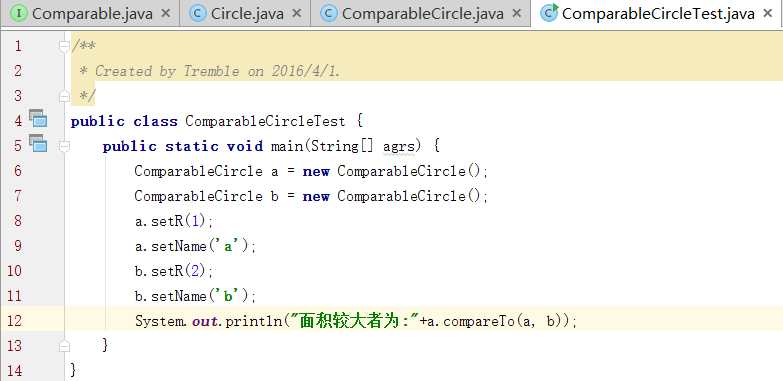 Comparable.java × Circle.java × ComparableCircle.java × ComparableCircleTest.java ×
1 /**
2 * Created by Tremble on 2016/4/1.
3 */
4 public class ComparableCircleTest {
5 public static void main(String[] agrs) {
6 ComparableCircle a = new ComparableCircle();
7 ComparableCircle b = new ComparableCircle();
8 a.setR(1);
9 a.setName('a');
10 b.setR(2);
11 b.setName('b');
12 System.out.println("面积较大者为:"+a.compareTo(a, b));
13 }
14 }